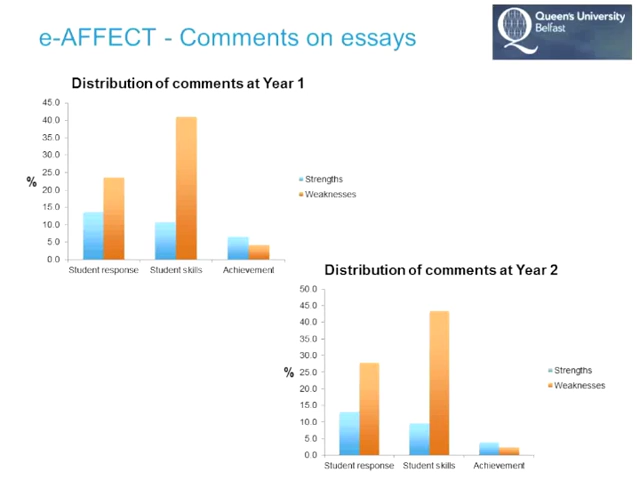 e-AFFECT - Comments on essays
Queen's University
Belfast
Distribution of comments at Year 1
45.0
40.0
35.0
30.0
25.0
20.0
15.0
10.0
5.0
0.0
%
Student response
Student skills
Achievement
Strengths
Weaknesses
Distribution of comments at Year 2
50.0
45.0
40.0
35.0
30.0
25.0
20.0
15.0
10.0
5.0
0.0
%
Student response
Student skills
Achievement
Strengths
Weaknesses